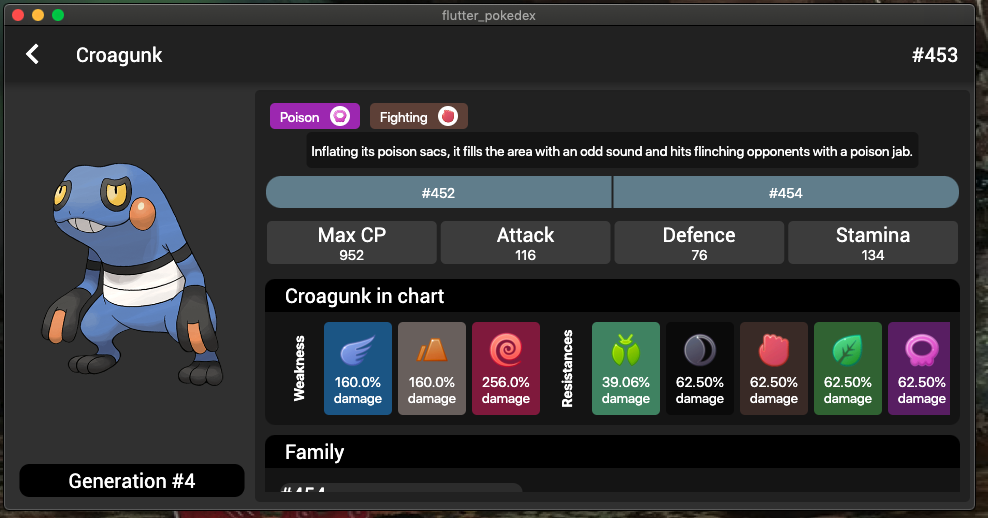 flutter_pokedex
Croagunk
#453
Poison
Fighting
Inflating its poison sacs, it fills the area with an odd sound and hits flinching opponents with a poison jab.
#452
#454
Max CP
952
Attack
116
Defence
76
Stamina
134
Croagunk in chart
Weakness
160.0%
damage
160.0%
damage
256.0%
damage
Resistances
39.06%
damage
62.50%
damage
62.50%
damage
62.50%
damage
62.50%
damage
Family
#454
Generation #4